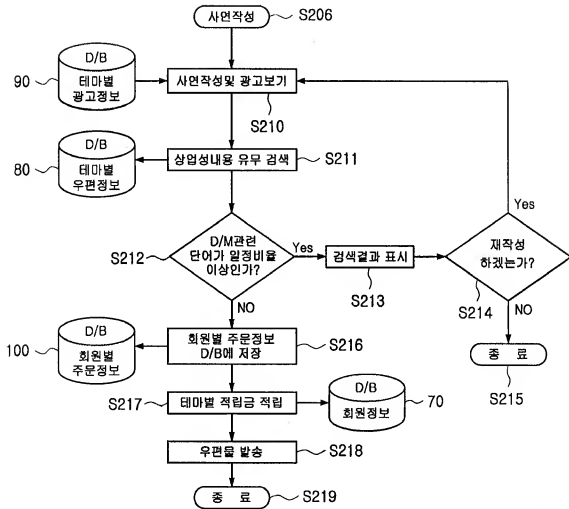 사연작성
S206
D/B
테마별
광고정보
90
사연작성및 광고보기
S210
D/B
테마별
우편정보
80
상업성내용 유무 검색
S211
D/M관련
단어가 일정비율
이상인가?
S212
Yes
검색결과 표시
S213
재작성
하겠는가?
S214
Yes
NO
종 료
S215
NO
D/B
회원별
주문정보
100
회원별 주문정보
D/B에 저장
S216
S217
테마별 적립금 적립
D/B
회원정보
70
우편물 발송
S218
종 료
S219